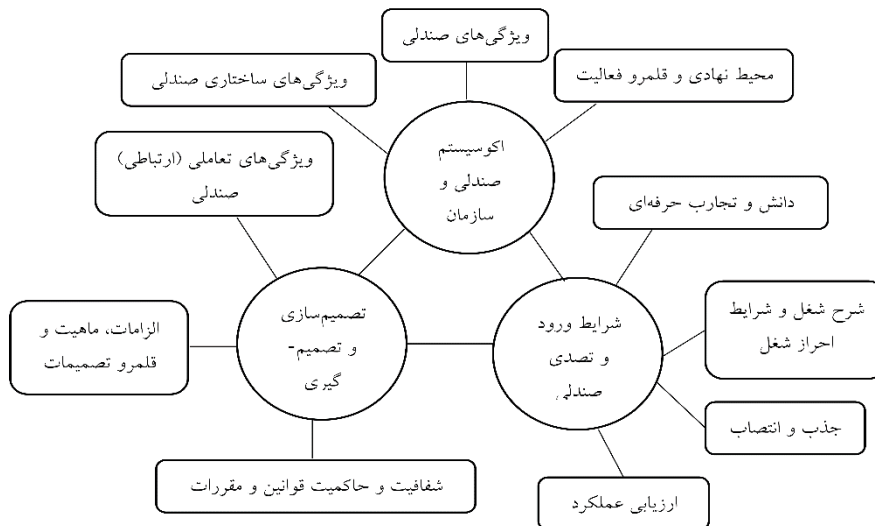 ویژگی‌های صندلی
محیط نهادی و قلمرو فعالیت
ویژگی‌های ساختاری صندلی
اکوسیستم
صندلی و
سازمان
ویژگی‌های تعاملی (ارتباطی)
صندلی
دانش و تجارب حرفه‌ای
تصمیم‌سازی
و تصمیم-
گیری
شرایط ورود
و تصدی
صندلی
شرح شغل و شرایط
احراز شغل
الزامات، ماهیت و
قلمرو تصمیمات
جذب و انتصاب
شفافیت و حاکمیت قوانین و مقررات
ارزیابی عملکرد